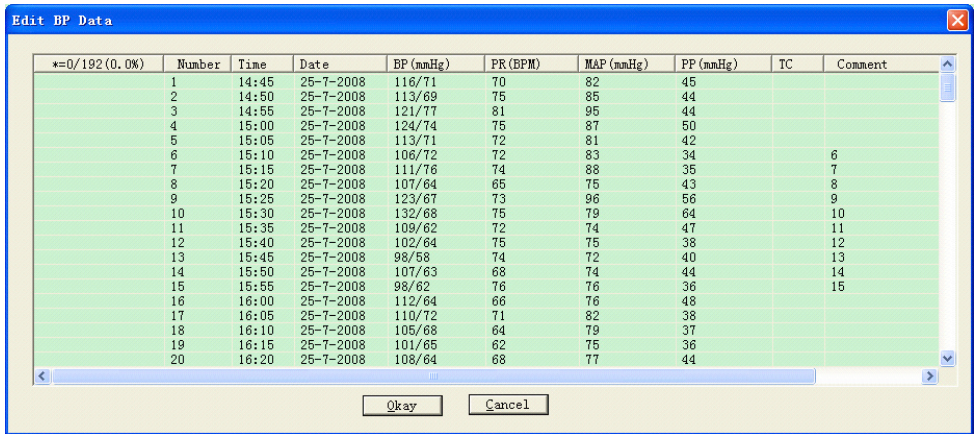 Edit BP Data
*=0/192(0.0%) Number Time Date BP(mmHg) PR(BPM) MAP(mmHg) PP(mmHg) TC Comment
1 14:45 25-7-2008 116/71 70 82 45
2 14:50 25-7-2008 113/69 75 85 44
3 14:55 25-7-2008 121/77 81 95 44
4 15:00 25-7-2008 124/74 75 87 50
5 15:05 25-7-2008 113/71 72 81 42
6 15:10 25-7-2008 106/72 72 83 34 6
7 15:15 25-7-2008 111/76 74 88 35 7
8 15:20 25-7-2008 107/64 65 75 43 8
9 15:25 25-7-2008 123/67 73 96 56 9
10 15:30 25-7-2008 132/68 75 79 64 10
11 15:35 25-7-2008 109/62 72 74 47 11
12 15:40 25-7-2008 102/64 75 75 38 12
13 15:45 25-7-2008 98/58 74 72 40 13
14 15:50 25-7-2008 107/63 68 74 44 14
15 15:55 25-7-2008 98/62 76 76 36 15
16 16:00 25-7-2008 112/64 66 76 48
17 16:05 25-7-2008 110/72 71 82 38
18 16:10 25-7-2008 105/68 64 79 37
19 16:15 25-7-2008 101/65 62 75 36
20 16:20 25-7-2008 108/64 68 77 44
Okay Cancel